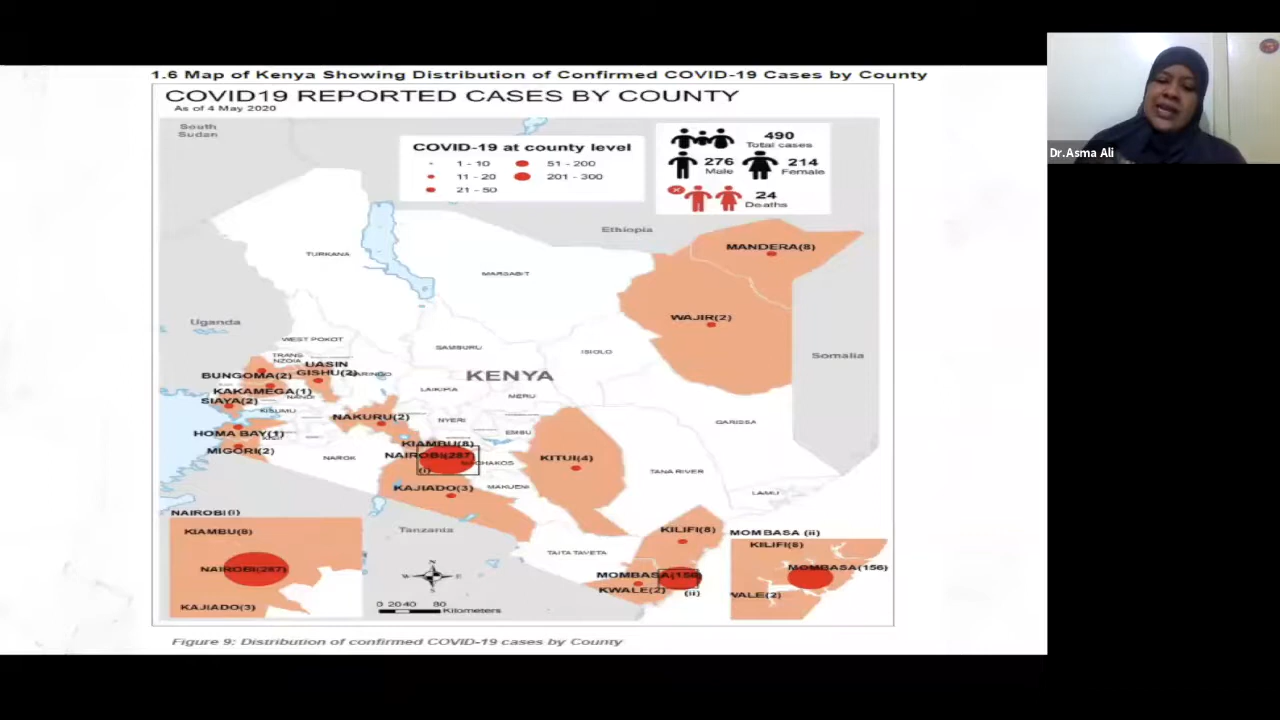 1.6 Map of Kenya Showing Distribution of Confirmed COVID-19 Cases by County
COVID19 REPORTED CASES BY COUNTY
As of 4 May 2020
South
Sudan
COVID-19 at county level
1 - 10
51 - 200
11 - 20
201 - 300
21 - 50
490
Total cases
276
Male
214
Female
24
Deaths
Dr.Asma Ali
Ethiopia
MANDERA(8)
TURKANA
MARSABIT
WAJIR(2)
Uganda
WEST POKOT
SAMBURU
ISIOLO
Somalia
TRANS
NZOIA
UASIN
GISHU(2)
BARINGO
BUNGOMA(2)
KENYA
KAKAMEGA(1)
NANDI
LAIKIPIA
MERU
SIAYA(2)
KISUMU
NAKURU(2)
NYERI
GARISSA
HOMA BAY(1)
EMBU
KIAMBU(8)
MIGORI(2)
NAROK
NAIROBI(287)
(i)
MACHAKOS
KITUI(4)
TANA RIVER
KAJIADO(3)
MAKUENI
LAMU
NAIROBI(i)
KIAMBU(8)
NAIROBI(287)
KAJIADO(3)
Tanzania
N
W
E
S
0 20 40 80
Kilometers
TAITA TAVETA
KILIFI(8)
MOMBASA(156)
KWALE(2)
(ii)
MOMBASA (ii)
KILIFI(8)
MOMBASA(156)
WALE(2)
Figure 9: Distribution of confirmed COVID-19 cases by County